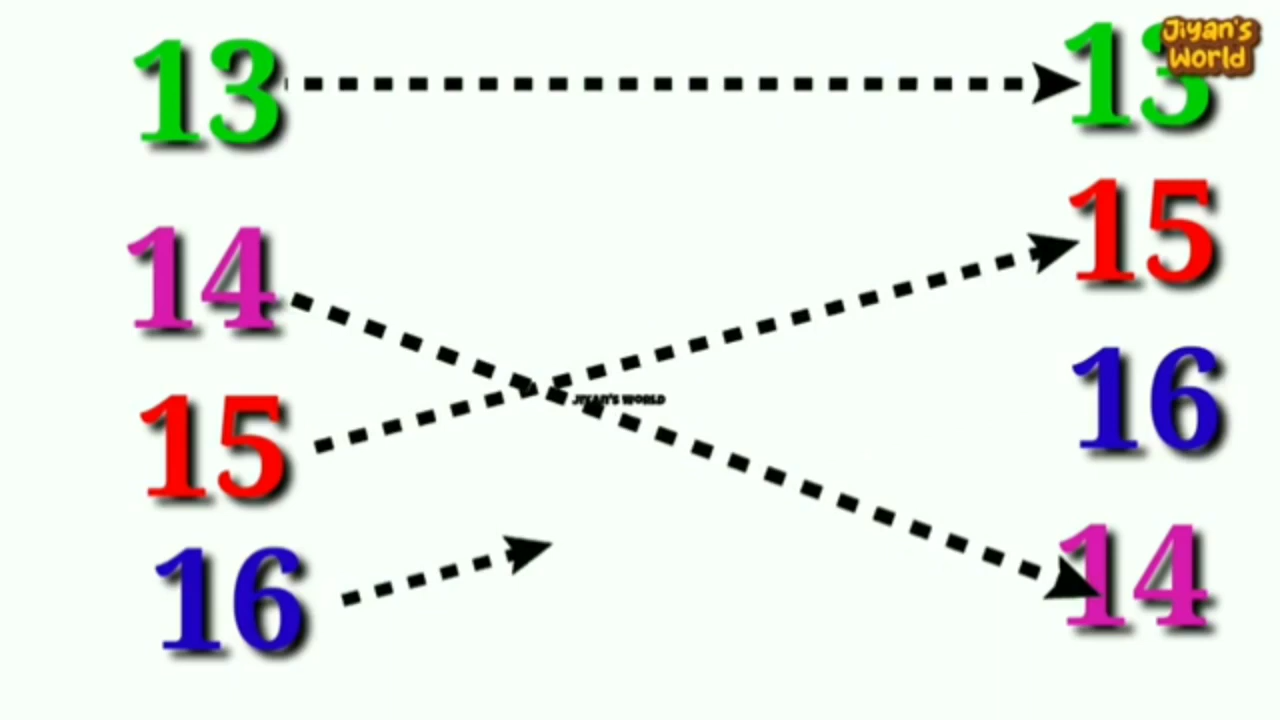 13 13
Jiyan's
World
14 15
JIYAN'S WORLD
15 16
16 14